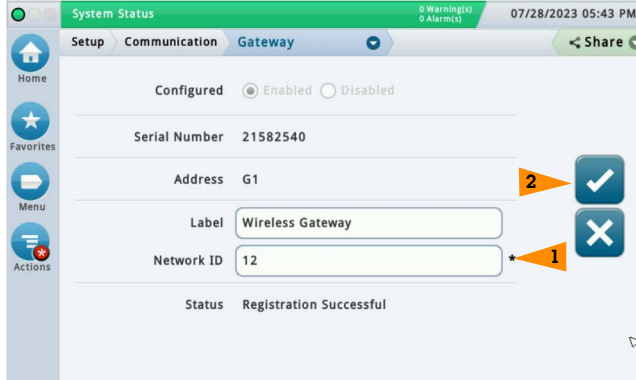 System Status
0 Warning(s)
0 Alarm(s)
07/28/2023 05:43 PM
Setup Communication Gateway
Share
Home
Favorites
Menu
Actions
Configured Enabled Disabled
Serial Number 21582540
Address G1
2
Label Wireless Gateway
Network ID 12 *
1
Status Registration Successful